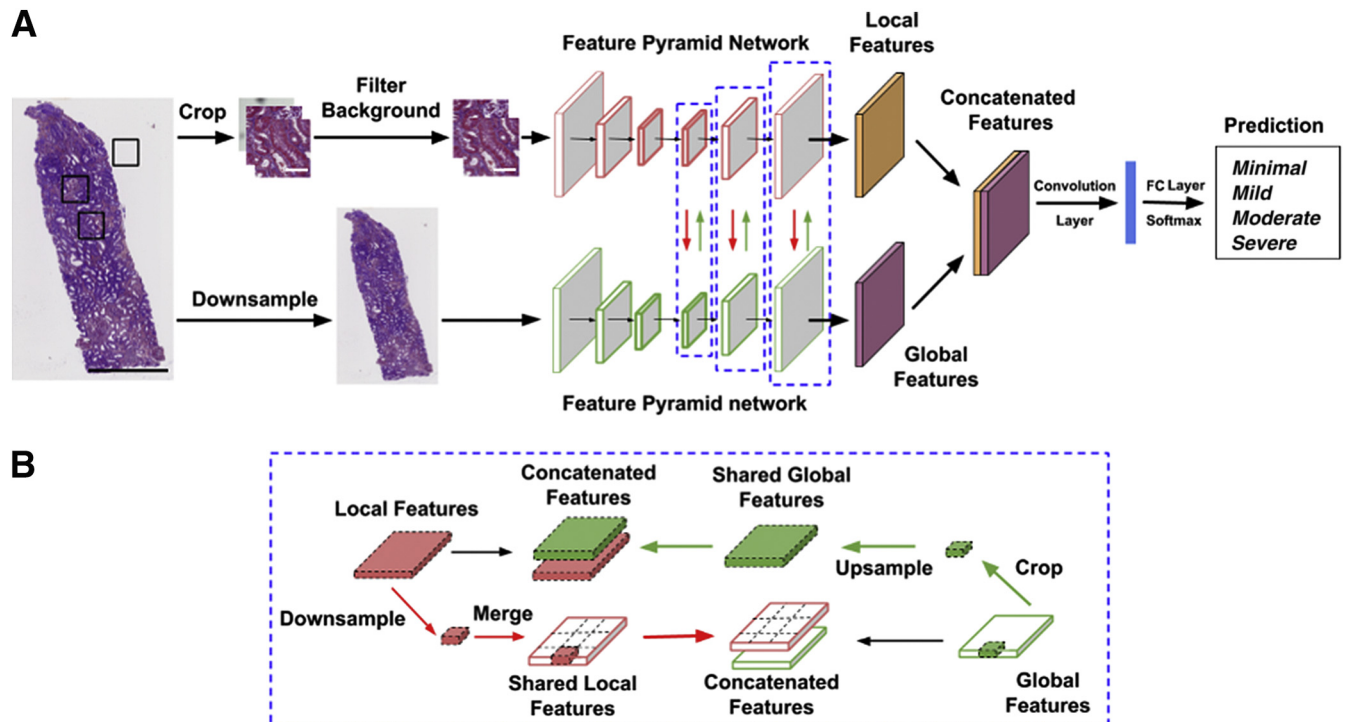 A
Feature Pyramid Network
Local
Features
Crop
Filter
Background
Concatenated
Features
Prediction
Minimal
Mild
Moderate
Severe
Convolution
Layer
FC Layer
Softmax
Downsample
Global
Features
Feature Pyramid network
B
Concatenated
Features
Shared Global
Features
Local Features
Upsample
Crop
Downsample
Merge
Shared Local
Features
Concatenated
Features
Global
Features